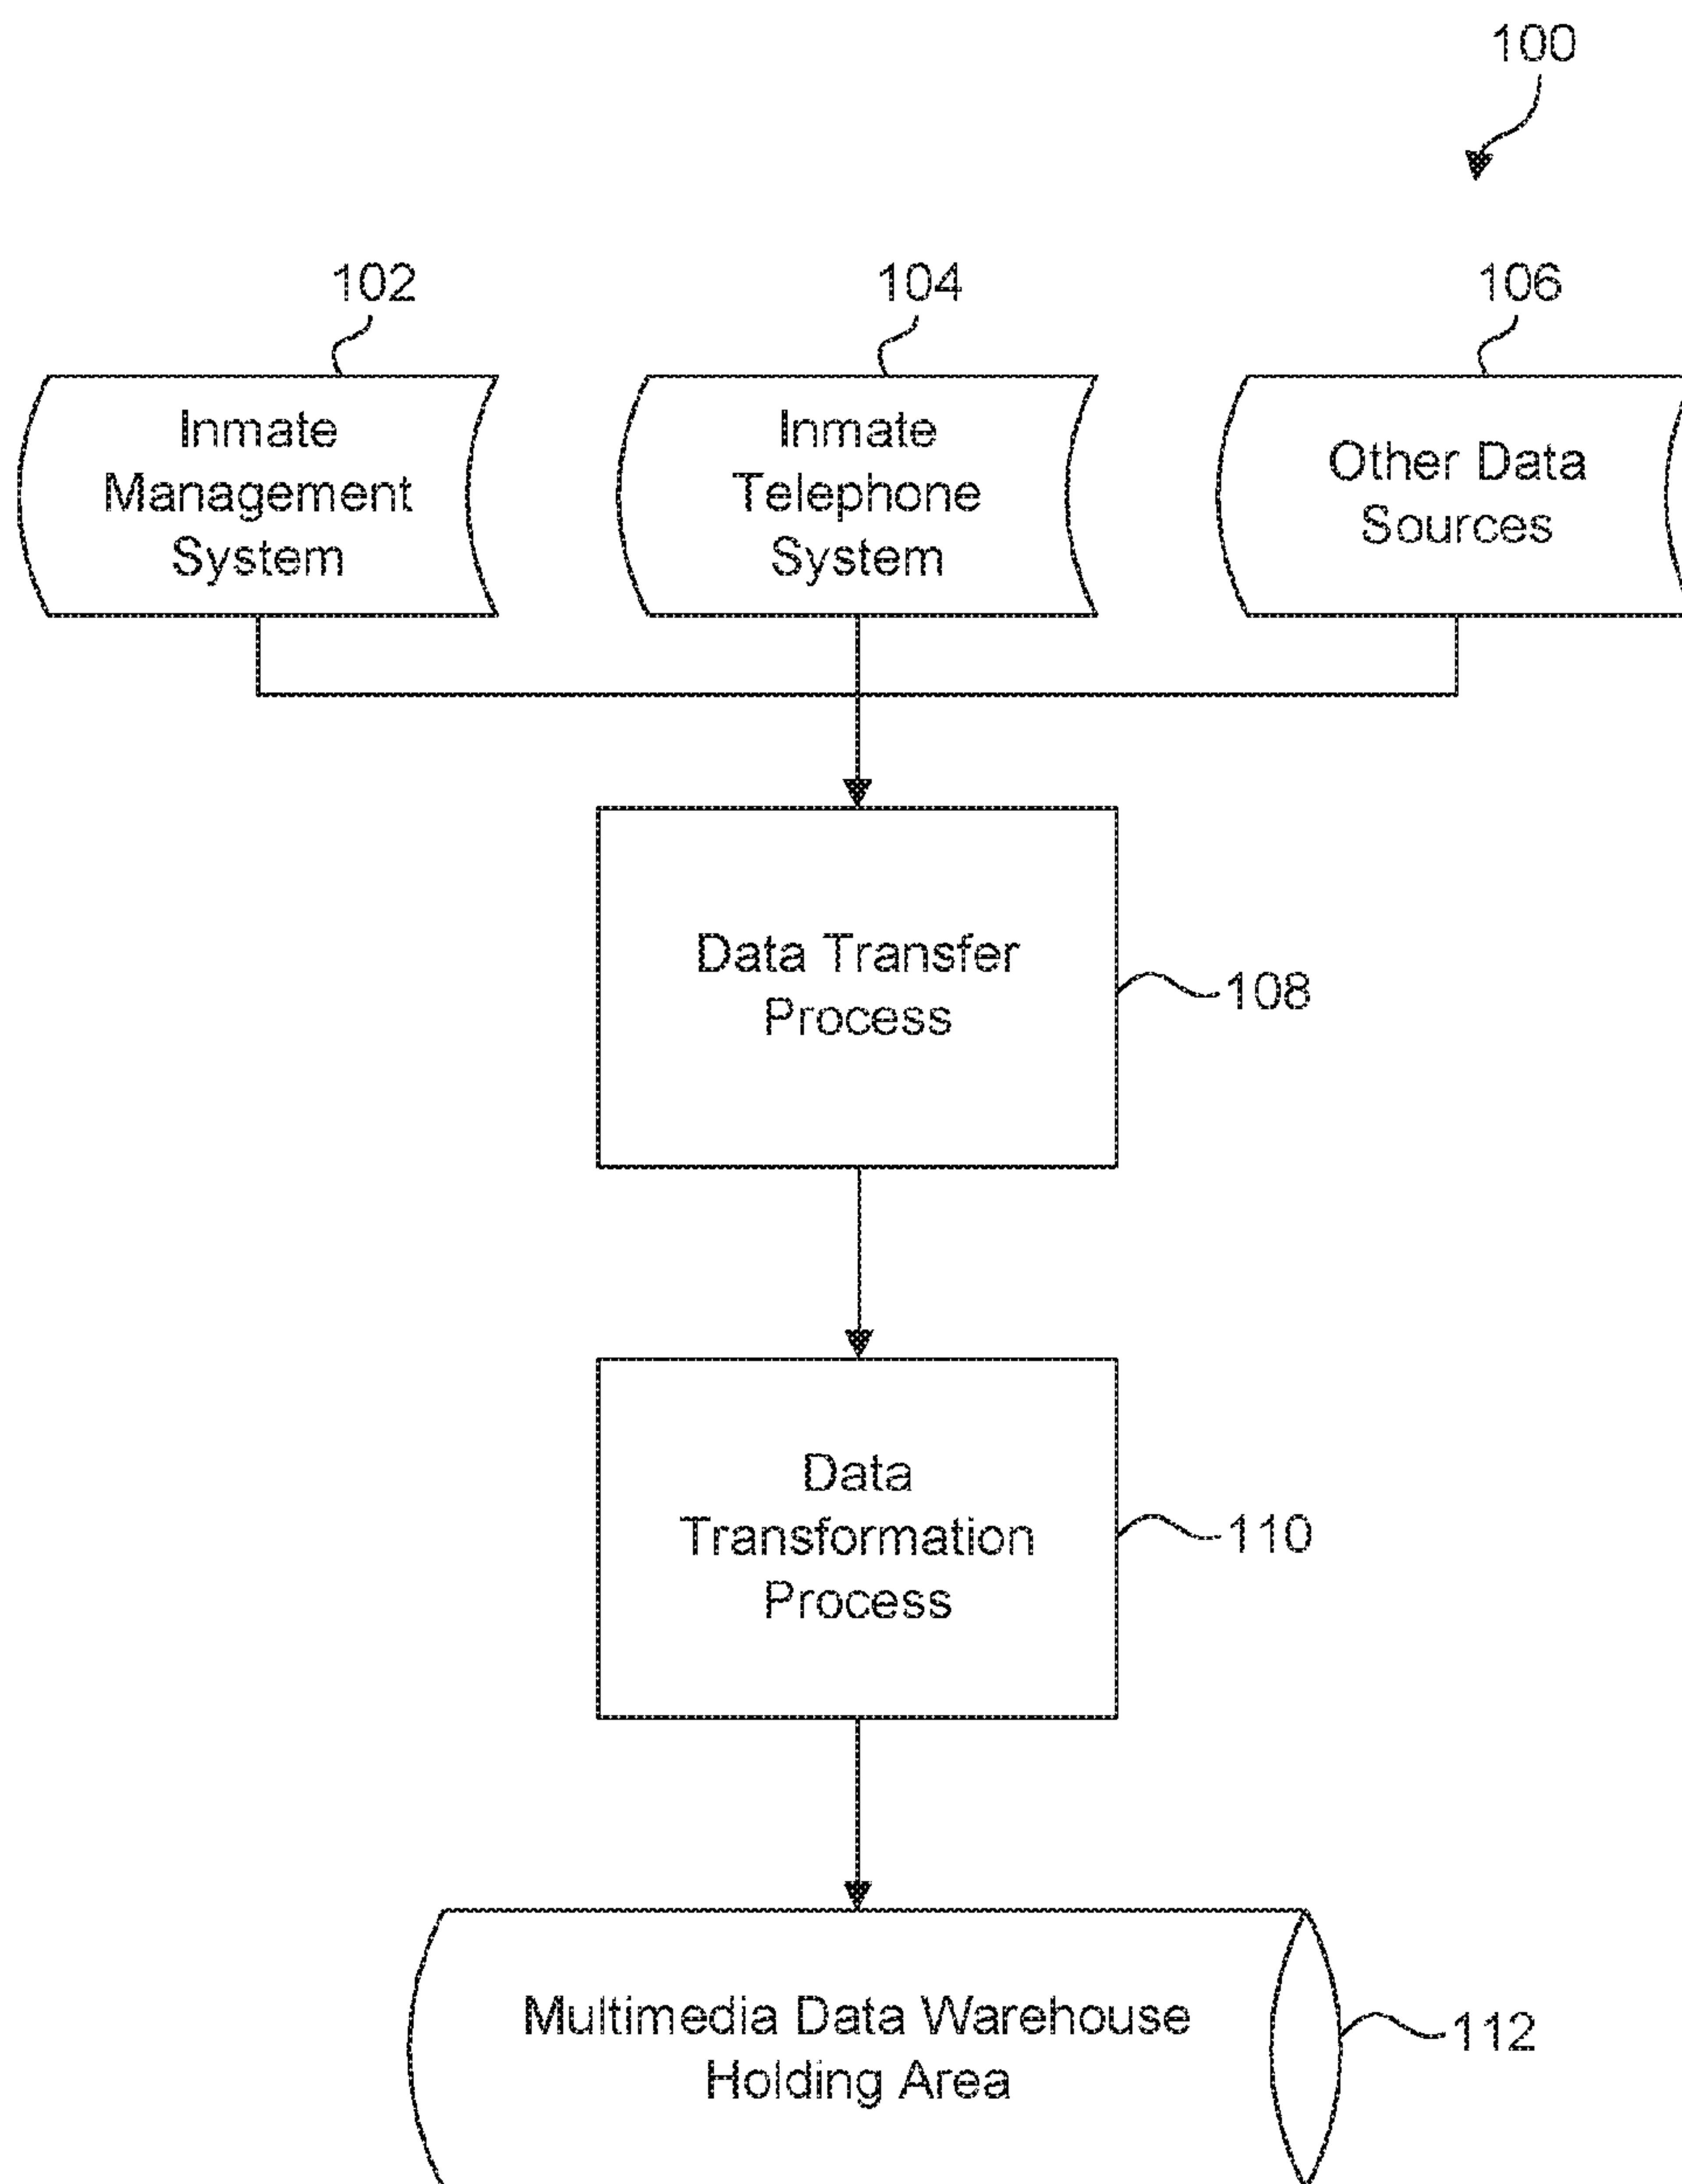 100
102
104
106
Inmate
Management
System
Inmate
Telephone
System
Other Data
Sources
Data Transfer
Process
108
Data
Transformation
Process
110
Multimedia Data Warehouse
Holding Area
112